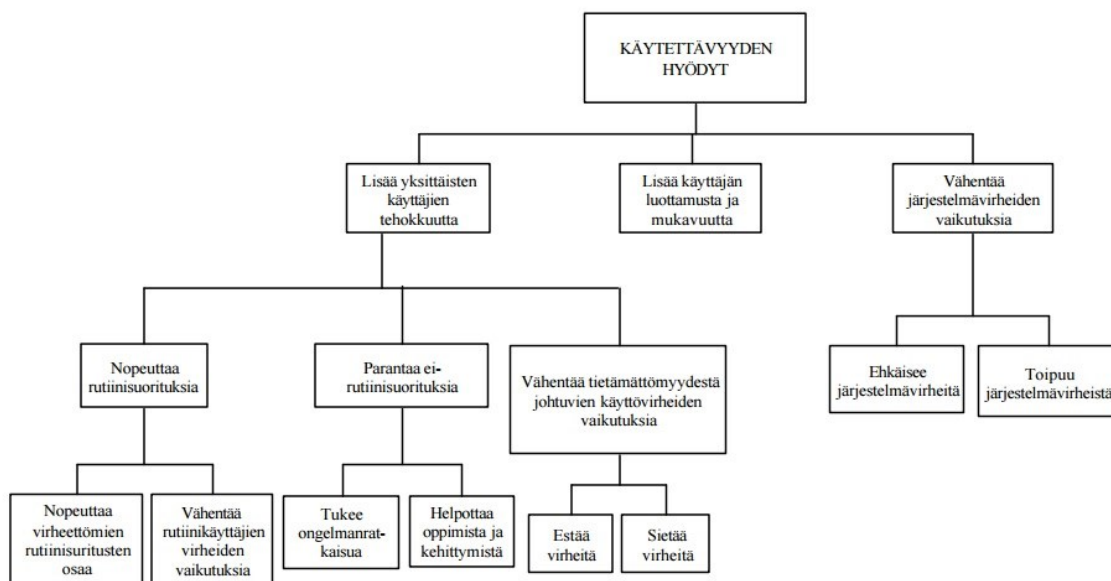 KÄYTETTÄVYYDEN
HYÖDYT
Lisää yksittäisten
käyttäjien
tehokkuutta
Lisää käyttäjän
luottamusta ja
mukavuutta
Vähentää
järjestelmävirheiden
vaikutuksia
Nopeuttaa
rutiinisuorituksia
Parantaa ei-
rutiinisuorituksia
Vähentää tietämättömyydestä
johtuvien käyttövirheiden
vaikutuksia
Ehkäisee
järjestelmävirheitä
Toipuu
järjestelmävirheistä
Nopeuttaa
virheettömien
rutiinisuritusten
osaa
Vähentää
rutiinikäyttäjien
virheiden
vaikutuksia
Tukee
ongelmanrat-
kaisua
Helpottaa
oppimista ja
kehittymistä
Estää
virheitä
Sietää
virheitä